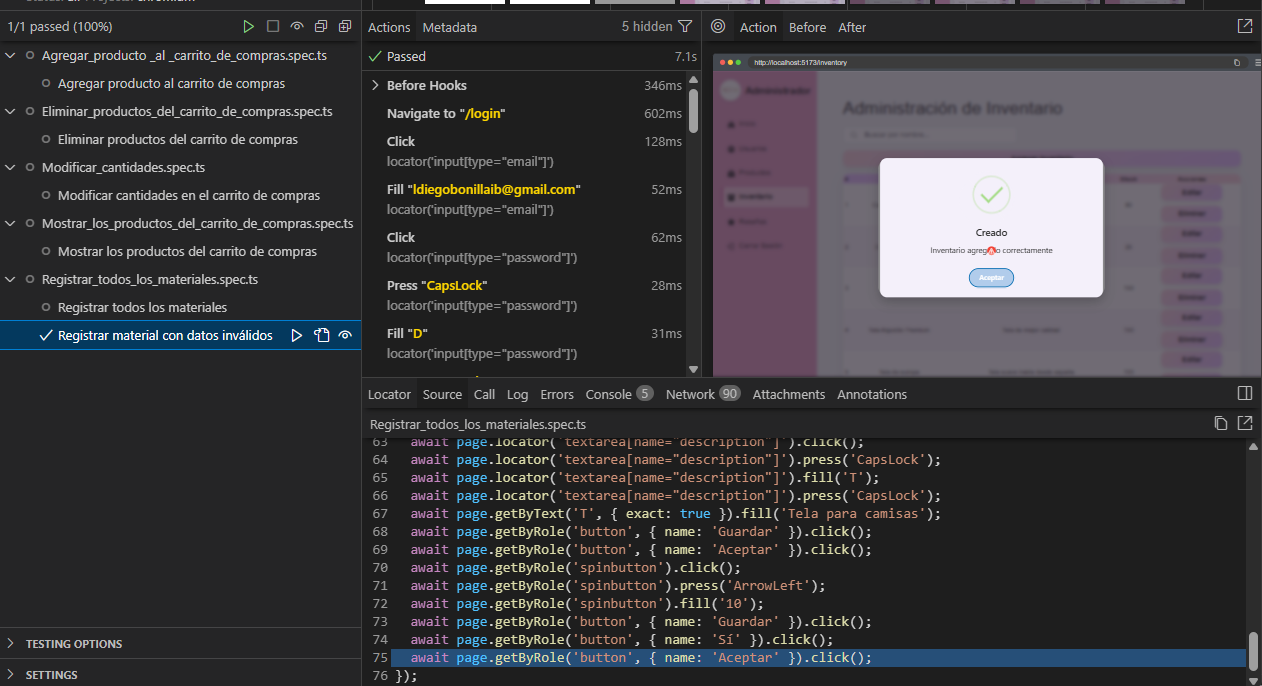 1/1 passed (100%)
Agregar_producto _al _carrito_de_compras.spec.ts
Agregar producto al carrito de compras
Eliminar_productos_del_carrito_de_compras.spec.ts
Eliminar productos del carrito de compras
Modificar_cantidades.spec.ts
Modificar cantidades en el carrito de compras
Mostrar_los_productos_del_carrito_de_compras.spec.ts
Mostrar los productos del carrito de compras
Registrar_todos_los_materiales.spec.ts
Registrar todos los materiales
Registrar material con datos inválidos
TESTING OPTIONS
SETTINGS
Actions Metadata 5 hidden
Passed 7.1s
Before Hooks 346ms
Navigate to "/login" 602ms
Click 128ms
locator('input[type="email"]')
Fill "ldiegobonillaib@gmail.com" 52ms
locator('input[type="email"]')
Click 62ms
locator('input[type="password"]')
Press "CapsLock" 28ms
locator('input[type="password"]')
Fill "D" 31ms
locator('input[type="password"]')
Action Before After
http://localhost:5173/inventory
Administrador
Administración de Inventario
Inventario
Creado
Inventario agreg o correctamente
Aceptar
Locator Source Call Log Errors Console 5 Network 90 Attachments Annotations
Registrar_todos_los_materiales.spec.ts
63 await page.locator('textarea[name="description"]').click();
64 await page.locator('textarea[name="description"]').press('CapsLock');
65 await page.locator('textarea[name="description"]').fill('T');
66 await page.locator('textarea[name="description"]').press('CapsLock');
67 await page.getByText('T', { exact: true }).fill('Tela para camisas');
68 await page.getByRole('button', { name: 'Guardar' }).click();
69 await page.getByRole('button', { name: 'Aceptar' }).click();
70 await page.getByRole('spinbutton').click();
71 await page.getByRole('spinbutton').press('ArrowLeft');
72 await page.getByRole('spinbutton').fill('10');
73 await page.getByRole('button', { name: 'Guardar' }).click();
74 await page.getByRole('button', { name: 'Sí' }).click();
75 await page.getByRole('button', { name: 'Aceptar' }).click();
76 });